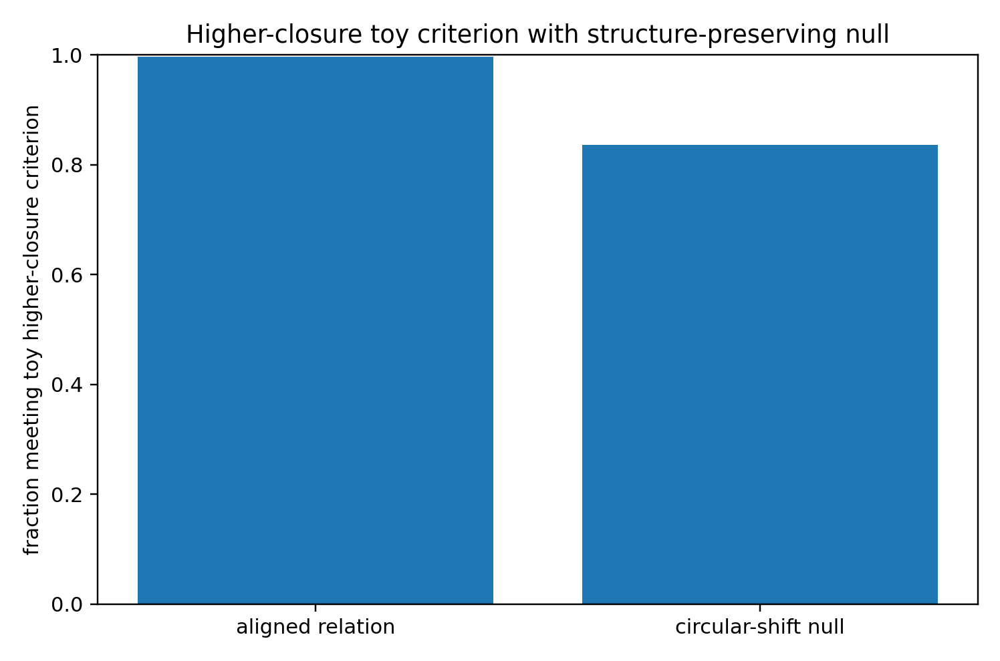 Higher-closure toy criterion with structure-preserving null
fraction meeting toy higher-closure criterion
1.0
0.8
0.6
0.4
0.2
0.0
aligned relation
circular-shift null